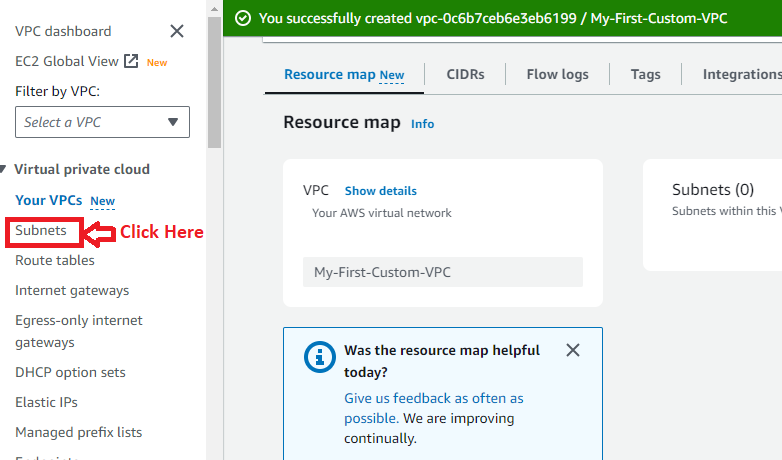 VPC dashboard
EC2 Global View New
Filter by VPC:
Select a VPC
Virtual private cloud
Your VPCs New
Subnets
Click Here
Route tables
Internet gateways
Egress-only internet
gateways
DHCP option sets
Elastic IPs
Managed prefix lists
You successfully created vpc-0c6b7ceb6e3eb6199 / My-First-Custom-VPC
Resource map New
CIDRs
Flow logs
Tags
Integrations
Resource map Info
VPC Show details
Your AWS virtual network
My-First-Custom-VPC
Subnets (0)
Subnets within this
Was the resource map helpful
today?
Give us feedback as often as
possible. We are improving
continually.